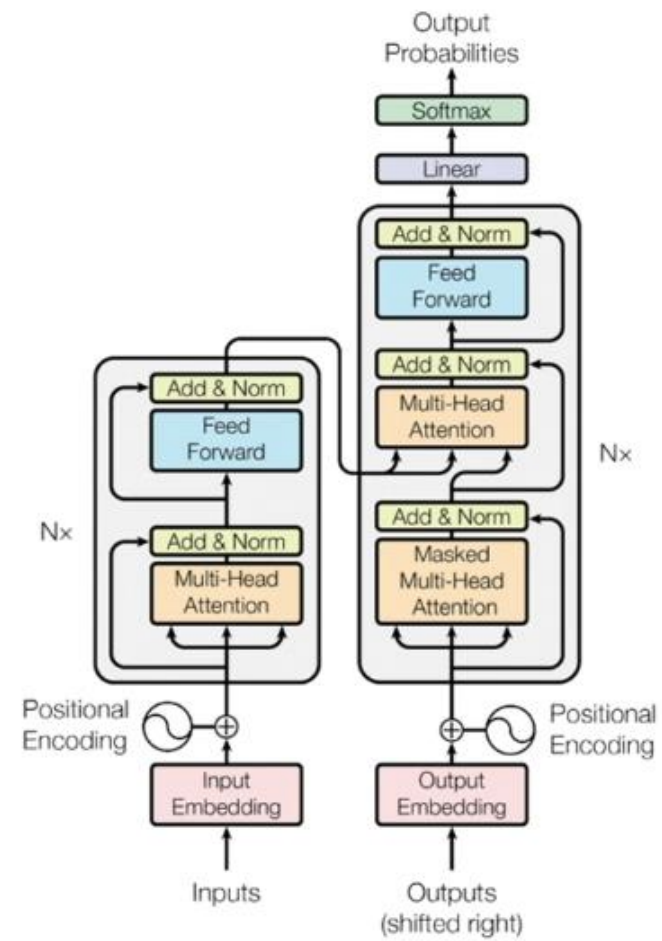 Output
Probabilities
Softmax
Linear
Add & Norm
Feed
Forward
Add & Norm
Multi-Head
Attention
Add & Norm
Masked
Multi-Head
Attention
Nx
Add & Norm
Feed
Forward
Add & Norm
Multi-Head
Attention
Nx
Positional
Encoding
Positional
Encoding
Input
Embedding
Output
Embedding
Inputs
Outputs
(shifted right)